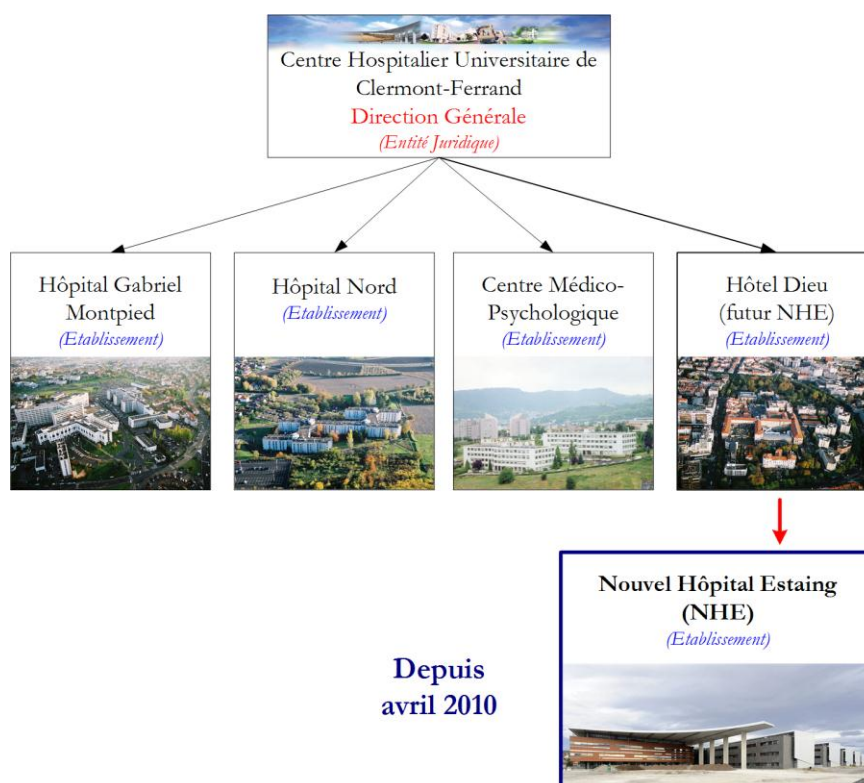 Centre Hospitalier Universitaire de
Clermont-Ferrand
Direction Générale
(Entité Juridique)
Hôpital Gabriel
Montpied
(Etablissement)
Hôpital Nord
(Etablissement)
Centre Médico-
Psychologique
(Etablissement)
Hôtel Dieu
(futur NHE)
(Etablissement)
Nouvel Hôpital Estaing
(NHE)
(Etablissement)
Depuis
avril 2010